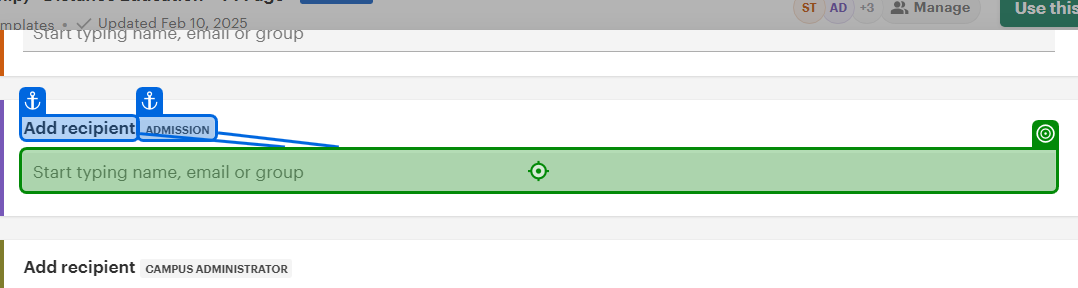 mplates • Updated Feb 10, 2025
ST AD +3 Manage Use this
Start typing name, email or group
Add recipient ADMISSION
Start typing name, email or group
Add recipient CAMPUS ADMINISTRATOR